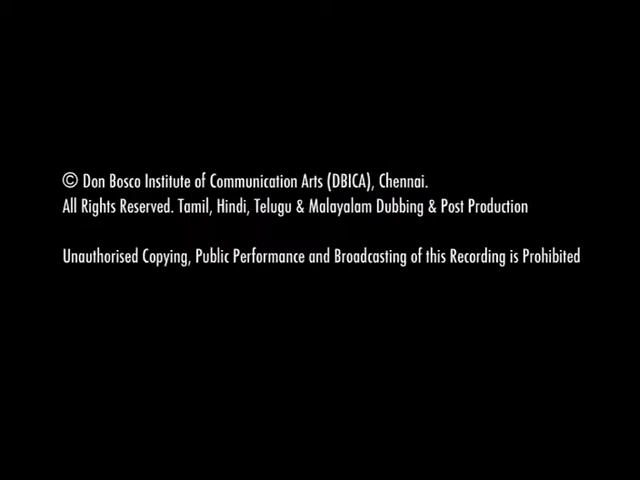 © Don Bosco Institute of Communication Arts (DBICA), Chennai.
All Rights Reserved. Tamil, Hindi, Telugu & Malayalam Dubbing & Post Production
Unauthorised Copying, Public Performance and Broadcasting of this Recording is Prohibited